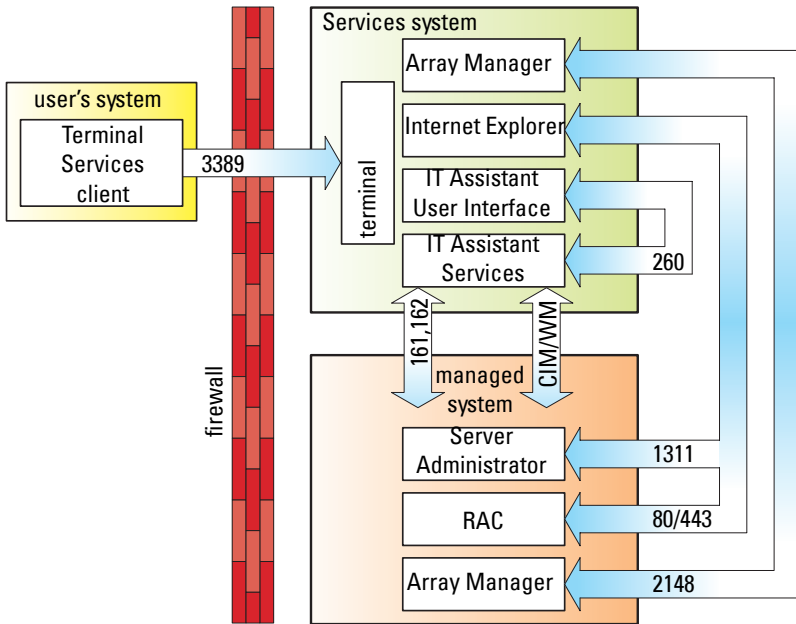 Services system
Array Manager
user's system
Terminal
Services
client
3389
terminal
Internet Explorer
IT Assistant
User Interface
IT Assistant
Services
260
161,162
CIM/WM
firewall
managed
system
Server
Administrator
1311
RAC
80/443
Array Manager
2148